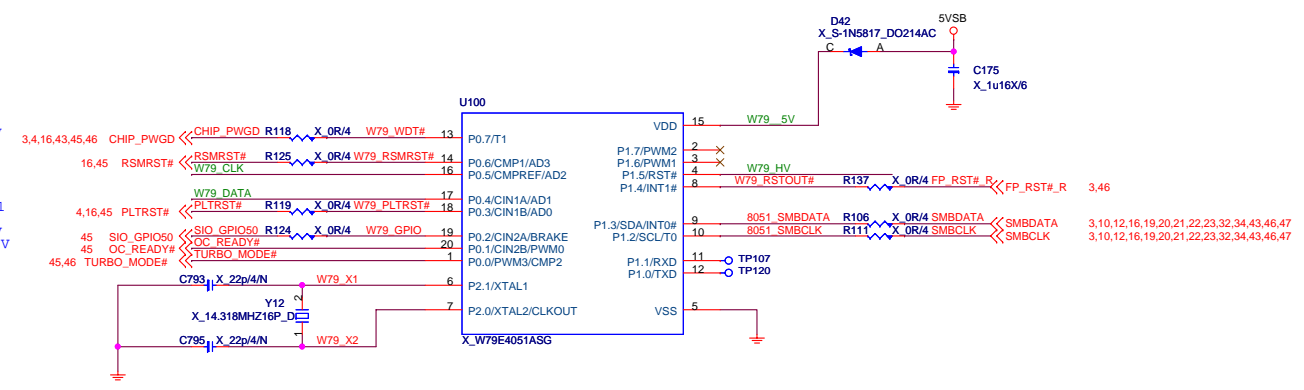 5VSB
D42
X_S-1N5817_DO214AC
C A
C175
X_1u16X/6
U100
3,4,16,43,45,46 CHIP_PWGD CHIP_PWGD R118 X_0R/4 W79_WDT# 13 P0.7/T1
VDD 15 W79__5V
P1.7/PWM2 2
P1.6/PWM1 3
16,45 RSMRST# RSMRST# R125 X_0R/4 W79_RSMRST# 14 P0.6/CMP1/AD3
W79_CLK 16 P0.5/CMPREF/AD2
P1.5/RST# 4 W79_HV
P1.4/INT1# 8 W79_RSTOUT# R137 X_0R/4 FP_RST#_R FP_RST#_R 3,46
W79_DATA 17 P0.4/CIN1A/AD1
4,16,45 PLTRST# PLTRST# R119 X_0R/4 W79_PLTRST# 18 P0.3/CIN1B/AD0
P1.3/SDA/INT0# 9 8051_SMBDATA R106 X_0R/4 SMBDATA SMBDATA 3,10,12,16,19,20,21,22,23,32,34,43,46,47
P1.2/SCL/T0 10 8051_SMBCLK R111 X_0R/4 SMBCLK SMBCLK 3,10,12,16,19,20,21,22,23,32,34,43,46,47
45 SIO_GPIO50 SIO_GPIO50 R124 X_0R/4 W79_GPIO 19 P0.2/CIN2A/BRAKE
45 OC_READY# OC_READY# 20 P0.1/CIN2B/PWM0
45,46 TURBO_MODE# TURBO_MODE# 1 P0.0/PWM3/CMP2
P1.1/RXD 11 TP107
P1.0/TXD 12 TP120
C793 X_22p/4/N W79_X1 6 P2.1/XTAL1
Y12 2
X_14.318MHZ16P_D 1
7 P2.0/XTAL2/CLKOUT
VSS 5
C795 X_22p/4/N W79_X2
X_W79E4051ASG